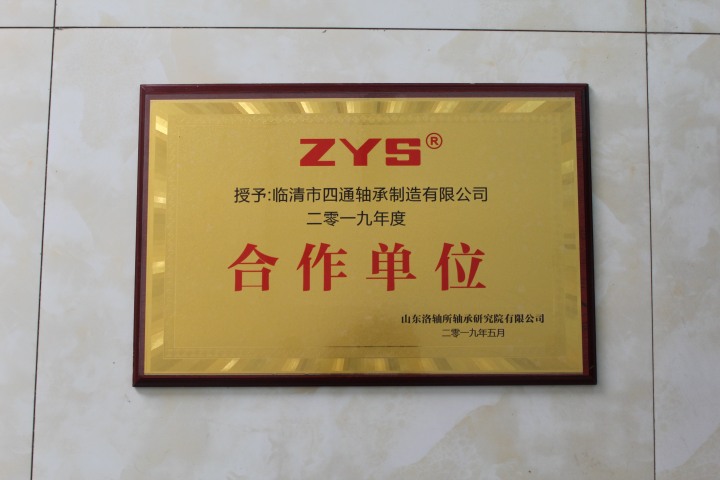 ZYS®
授予:临清市四通轴承制造有限公司
二零一九年度
合作单位
山东洛轴所轴承研究院有限公司
二零一九年五月